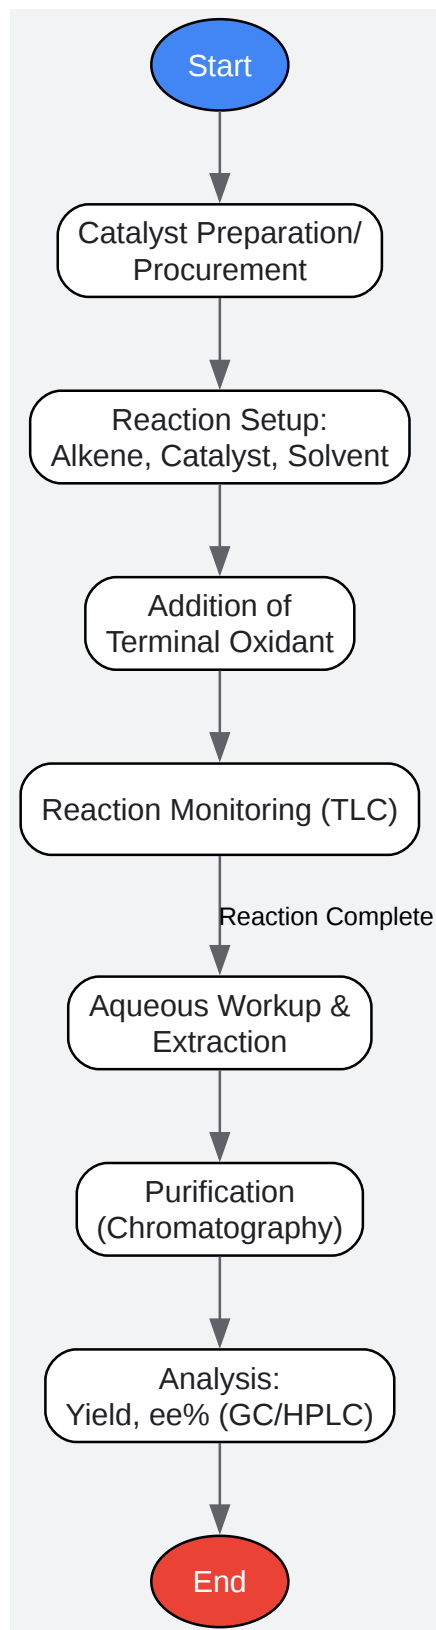 Start
Catalyst Preparation/
Procurement
Reaction Setup:
Alkene, Catalyst, Solvent
Addition of
Terminal Oxidant
Reaction Monitoring (TLC)
Reaction Complete
Aqueous Workup &
Extraction
Purification
(Chromatography)
Analysis:
Yield, ee% (GC/HPLC)
End